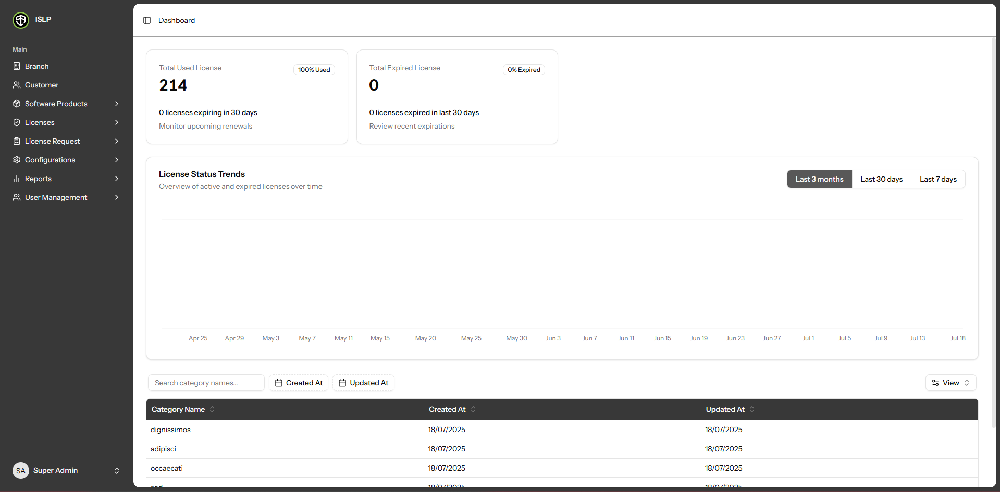 ISLP
Dashboard
Main
Branch
Customer
Software Products
Licenses
License Request
Configurations
Reports
User Management
SA Super Admin
Total Used License
100% Used
214
0 licenses expiring in 30 days
Monitor upcoming renewals
Total Expired License
0% Expired
0
0 licenses expired in last 30 days
Review recent expirations
License Status Trends
Overview of active and expired licenses over time
Last 3 months Last 30 days Last 7 days
Apr 25 Apr 29 May 3 May 7 May 11 May 15 May 20 May 25 May 30 Jun 3 Jun 7 Jun 11 Jun 15 Jun 19 Jun 23 Jun 27 Jul 1 Jul 5 Jul 9 Jul 13 Jul 18
Search category names... Created At Updated At View
Category Name Created At Updated At
dignissimos 18/07/2025 18/07/2025
adipisci 18/07/2025 18/07/2025
occaecati 18/07/2025 18/07/2025
18/07/2025 18/07/2025